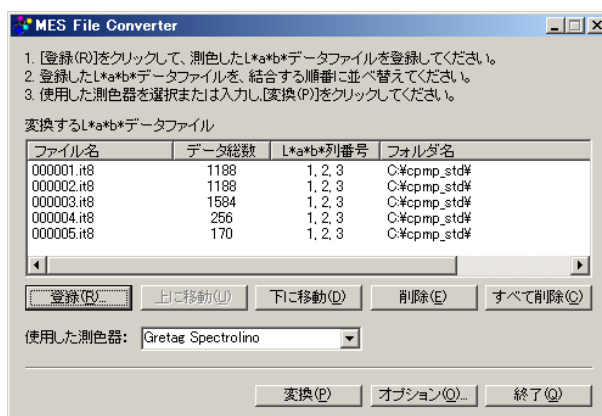 MES File Converter
1. [登録(R)]をクリックして、測色したL*a*b*データファイルを登録してください。
2. 登録したL*a*b*データファイルを、結合する順番に並べ替えてください。
3. 使用した測色器を選択または入力し、[変換(P)]をクリックしてください。
変換するL*a*b*データファイル
ファイル名 データ総数 L*a*b*列番号 フォルダ名
000001.it8 1188 1, 2, 3 C:¥cpmp_std¥
000002.it8 1188 1, 2, 3 C:¥cpmp_std¥
000003.it8 1584 1, 2, 3 C:¥cpmp_std¥
000004.it8 256 1, 2, 3 C:¥cpmp_std¥
000005.it8 170 1, 2, 3 C:¥cpmp_std¥
登録(R)... 上に移動(U) 下に移動(D) 削除(E) すべて削除(C)
使用した測色器: Gretag Spectrolino
変換(P) オプション(O)... 終了(Q)